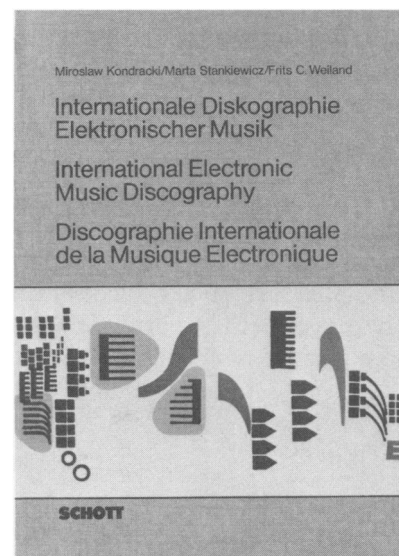 Miroslaw Kondracki/Marta Stankiewicz/Frits C. Weiland
Internationale Diskographie
Elektronischer Musik
International Electronic
Music Discography
Discographie Internationale
de la Musique Electronique
E
SCHOTT